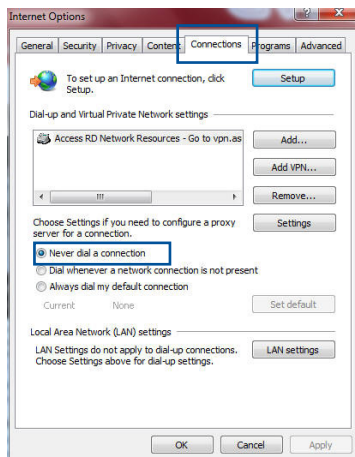 Internet Options
General Security Privacy Content Connections Programs Advanced
To set up an Internet connection, click
Setup.
Setup
Dial-up and Virtual Private Network settings
Access RD Network Resources - Go to vpn.as
Add...
Add VPN...
Remove...
Choose Settings if you need to configure a proxy
server for a connection.
Settings
Never dial a connection
Dial whenever a network connection is not present
Always dial my default connection
Current None
Set default
Local Area Network (LAN) settings
LAN Settings do not apply to dial-up connections.
Choose Settings above for dial-up settings.
LAN settings
OK Cancel Apply